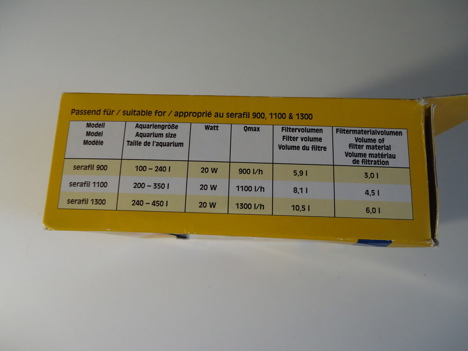 Passend für / suitable for / approprié au serafil 900, 1100 & 1300
Modell
Model
Modèle
Aquariengröße
Aquarium size
Taille de l'aquarium
Watt
Qmax
Filtervolumen
Filter volume
Volume du filtre
Filtermaterialvolumen
Volume of
filter material
Volume matériau
de filtration
serafil 900 100 – 240 l 20 W 900 l/h 5,9 l 3,0 l
serafil 1100 200 – 350 l 20 W 1100 l/h 8,1 l 4,5 l
serafil 1300 240 – 450 l 20 W 1300 l/h 10,5 l 6,0 l